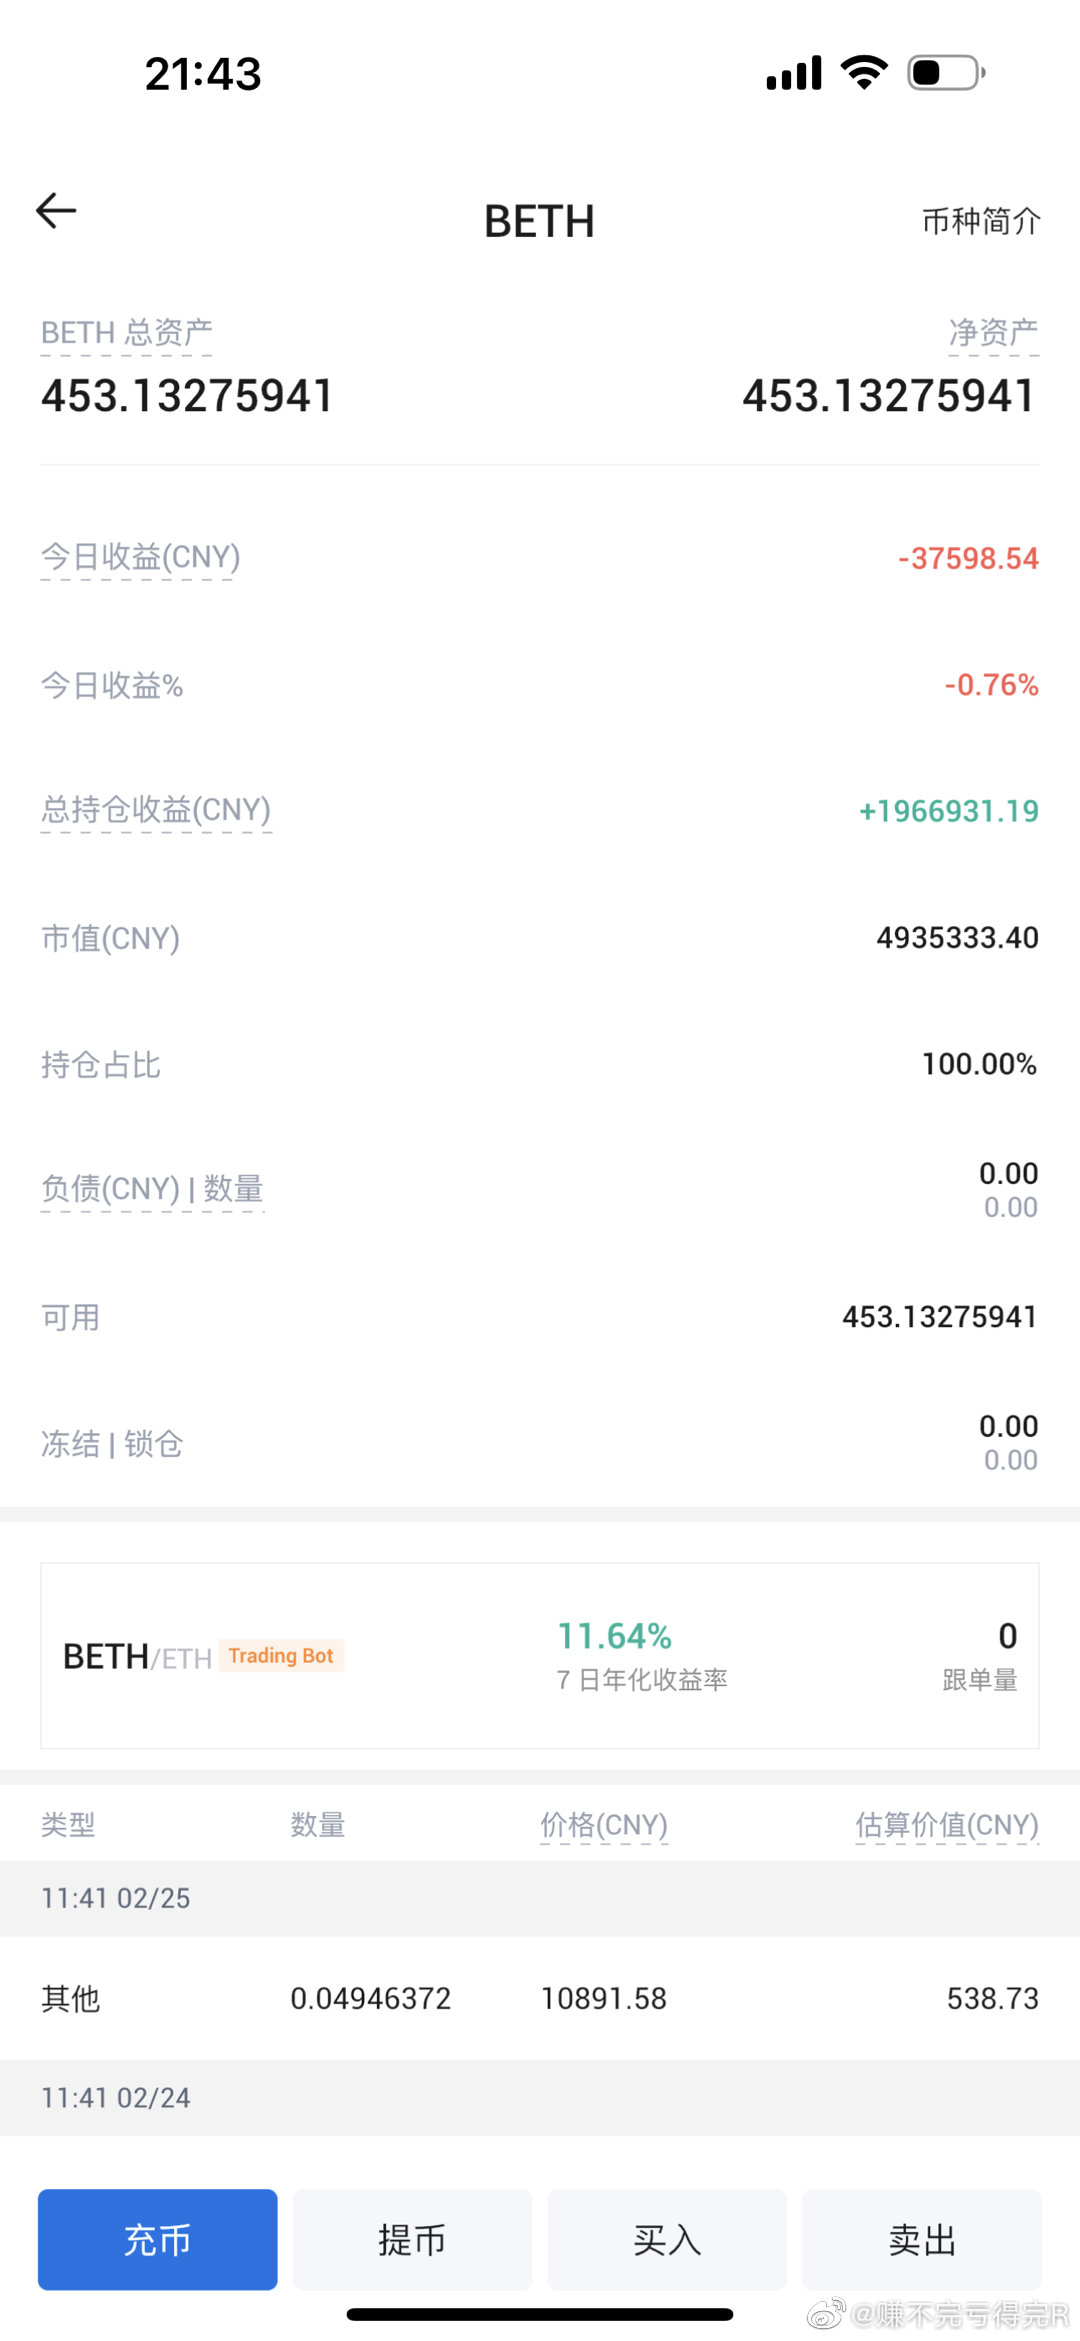 21:43
BETH
币种简介
BETH 总资产
净资产
453.13275941
453.13275941
今日收益(CNY)
-37598.54
今日收益%
-0.76%
总持仓收益(CNY)
+1966931.19
市值(CNY)
4935333.40
持仓占比
100.00%
负债(CNY) | 数量
0.00
0.00
可用
453.13275941
冻结 | 锁仓
0.00
0.00
BETH/ETH Trading Bot
11.64%
7 日年化收益率
0
跟单量
类型
数量
价格(CNY)
估算价值(CNY)
11:41 02/25
其他
0.04946372
10891.58
538.73
11:41 02/24
充币
提币
买入
卖出
@赚不完亏得完R